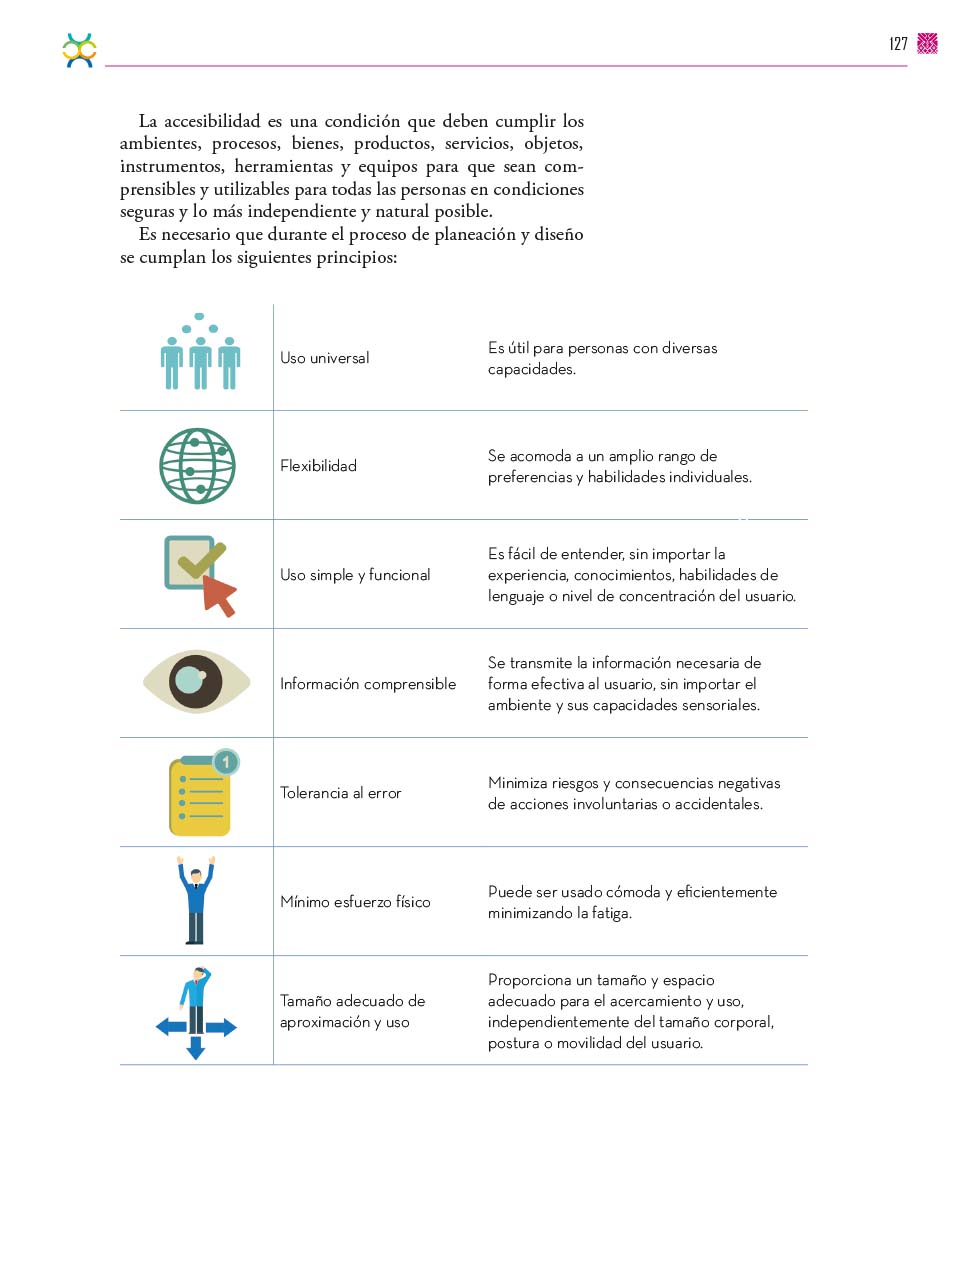 127
La accesibilidad es una condición que deben cumplir los
ambientes, procesos, bienes, productos, servicios, objetos,
instrumentos, herramientas y equipos para que sean com-
prensibles y utilizables para todas las personas en condiciones
seguras y lo más independiente y natural posible.
Es necesario que durante el proceso de planeación y diseño
se cumplan los siguientes principios:
Uso universal
Es útil para personas con diversas
capacidades.
Flexibilidad
Se acomoda a un amplio rango de
preferencias y habilidades individuales.
Uso simple y funcional
Es fácil de entender, sin importar la
experiencia, conocimientos, habilidades de
lenguaje o nivel de concentración del usuario.
Información comprensible
Se transmite la información necesaria de
forma efectiva al usuario, sin importar el
ambiente y sus capacidades sensoriales.
1
Tolerancia al error
Minimiza riesgos y consecuencias negativas
de acciones involuntarias o accidentales.
Mínimo esfuerzo físico
Puede ser usado cómoda y eficientemente
minimizando la fatiga.
Tamaño adecuado de
aproximación y uso
Proporciona un tamaño y espacio
adecuado para el acercamiento y uso,
independientemente del tamaño corporal,
postura o movilidad del usuario.